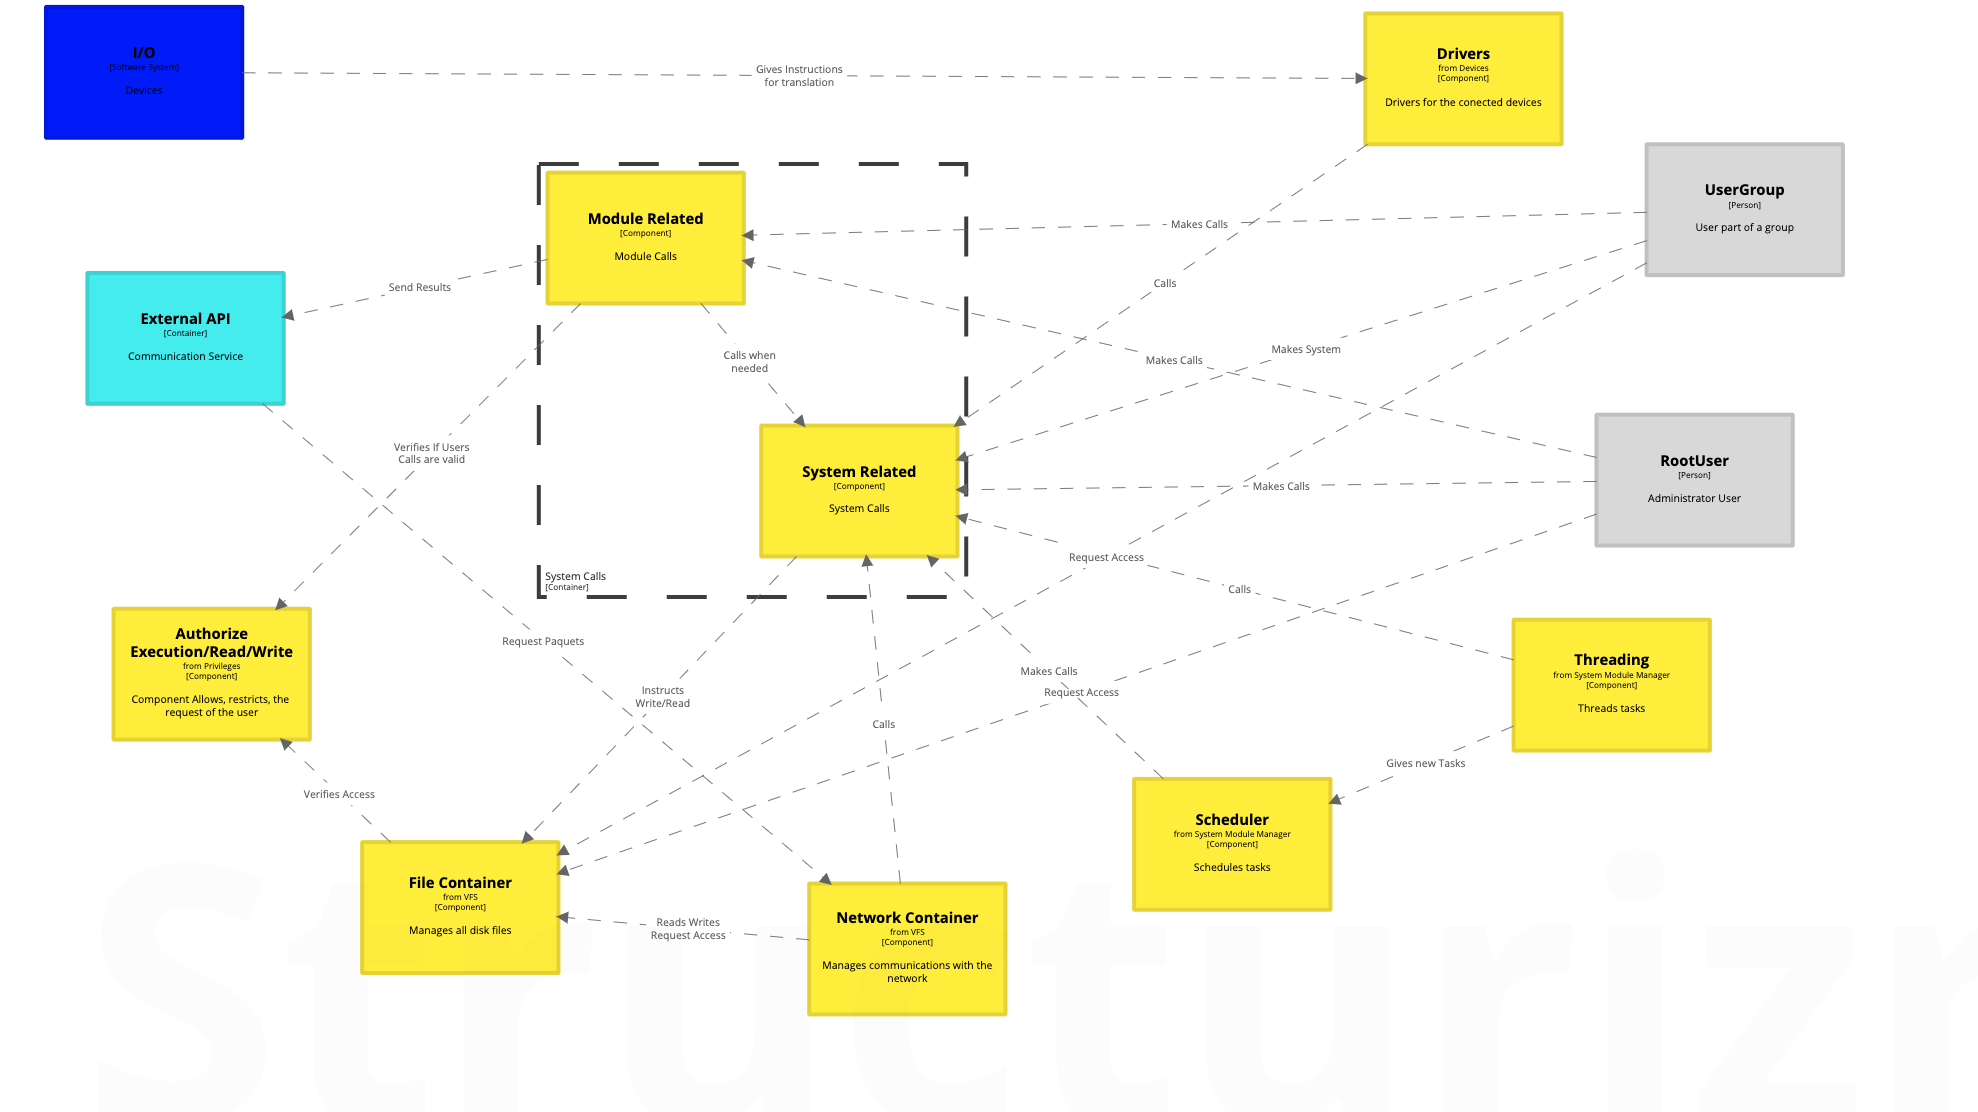 I/O
[Software System]
Devices
Gives Instructions
for translation
Drivers
from Devices
[Component]
Drivers for the conected devices
UserGroup
[Person]
User part of a group
Module Related
[Component]
Module Calls
Makes Calls
Send Results
Calls
External API
[Container]
Communication Service
Calls when
needed
Makes System
Makes Calls
Verifies If Users
Calls are valid
System Related
[Component]
System Calls
Makes Calls
RootUser
[Person]
Administrator User
System Calls
[Container]
Request Access
Calls
Authorize
Execution/Read/Write
from Privileges
[Component]
Component Allows, restricts, the
request of the user
Request Paquets
Instructs
Write/Read
Makes Calls
Request Access
Threading
from System Module Manager
[Component]
Threads tasks
Calls
Gives new Tasks
Verifies Access
Scheduler
from System Module Manager
[Component]
Schedules tasks
File Container
from VFS
[Component]
Manages all disk files
Reads Writes
Request Access
Network Container
from VFS
[Component]
Manages communications with the
network
Structurizr